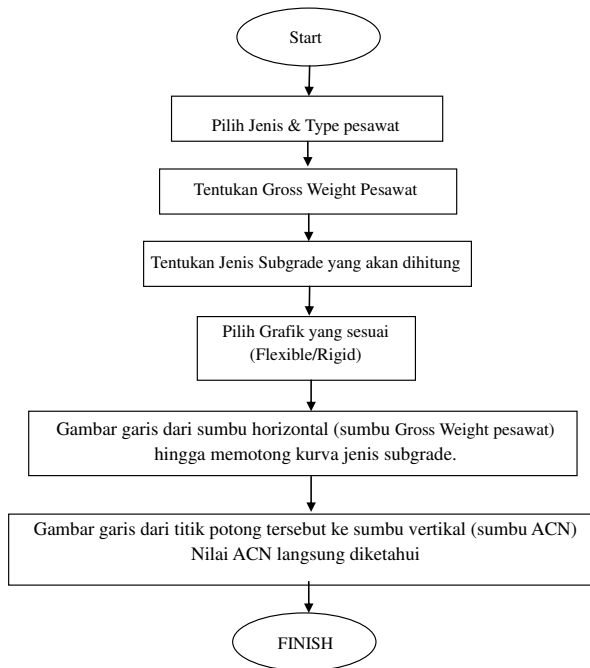 Start
Pilih Jenis & Type pesawat
Tentukan Gross Weight Pesawat
Tentukan Jenis Subgrade yang akan dihitung
Pilih Grafik yang sesuai
(Flexible/Rigid)
Gambar garis dari sumbu horizontal (sumbu Gross Weight pesawat)
hingga memotong kurva jenis subgrade.
Gambar garis dari titik potong tersebut ke sumbu vertikal (sumbu ACN)
Nilai ACN langsung diketahui
FINISH